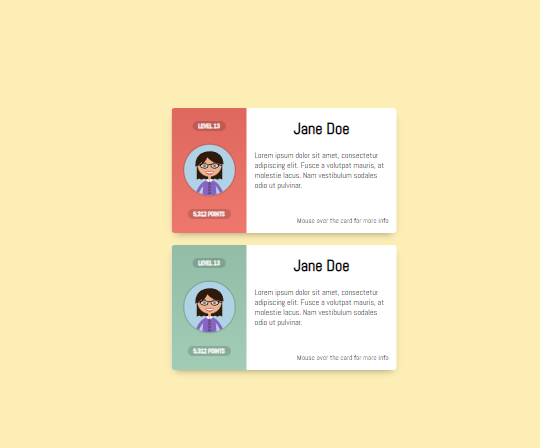 LEVEL 13
5,312 POINTS
Jane Doe
Lorem ipsum dolor sit amet, consectetur
adipiscing elit. Fusce a volutpat mauris, at
molestie lacus. Nam vestibulum sodales
odio ut pulvinar.
Mouse over the card for more info
LEVEL 13
5,312 POINTS
Jane Doe
Lorem ipsum dolor sit amet, consectetur
adipiscing elit. Fusce a volutpat mauris, at
molestie lacus. Nam vestibulum sodales
odio ut pulvinar.
Mouse over the card for more info